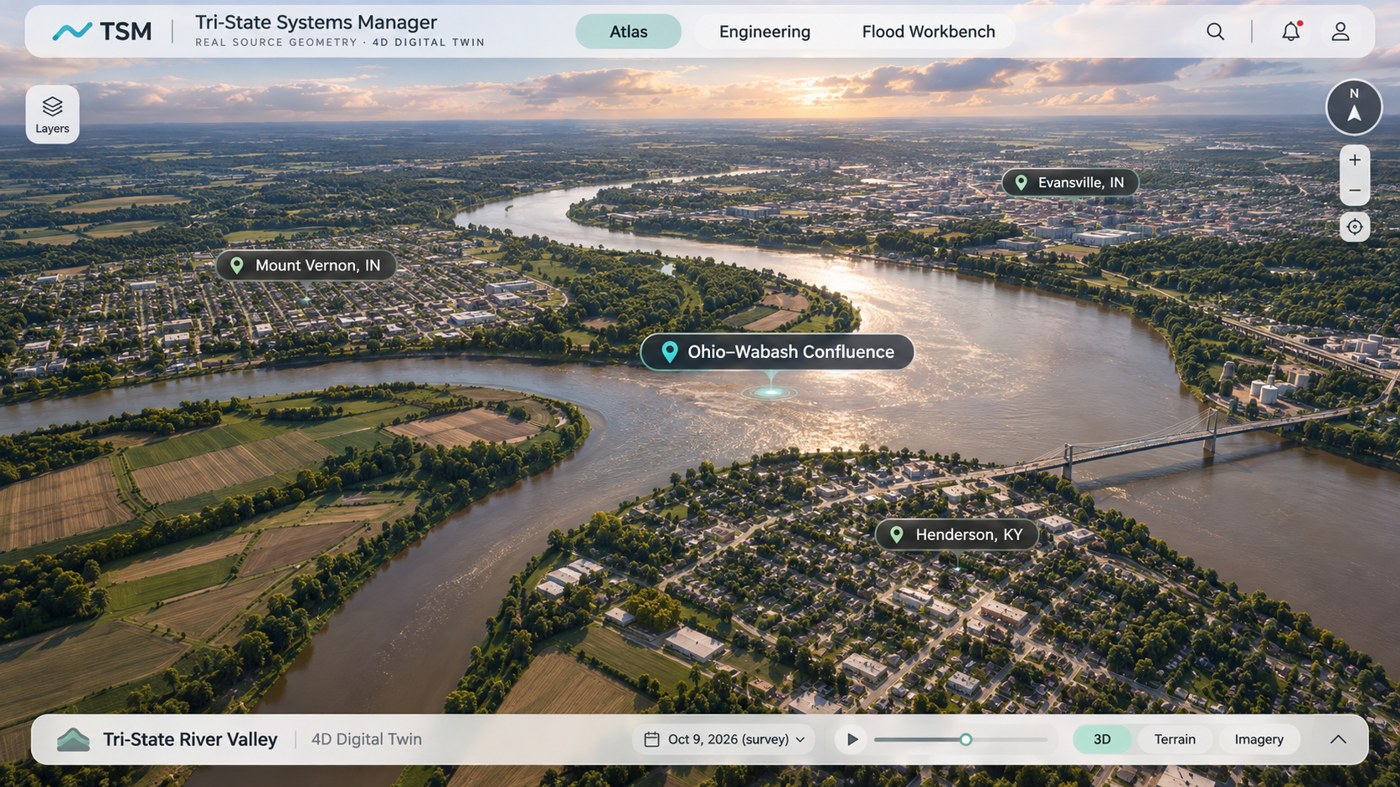 TSM
Tri-State Systems Manager
REAL SOURCE GEOMETRY · 4D DIGITAL TWIN
Atlas
Engineering
Flood Workbench
Layers
N
Evansville, IN
Mount Vernon, IN
Ohio–Wabash Confluence
Henderson, KY
Tri-State River Valley
4D Digital Twin
Oct 9, 2026 (survey)
3D
Terrain
Imagery